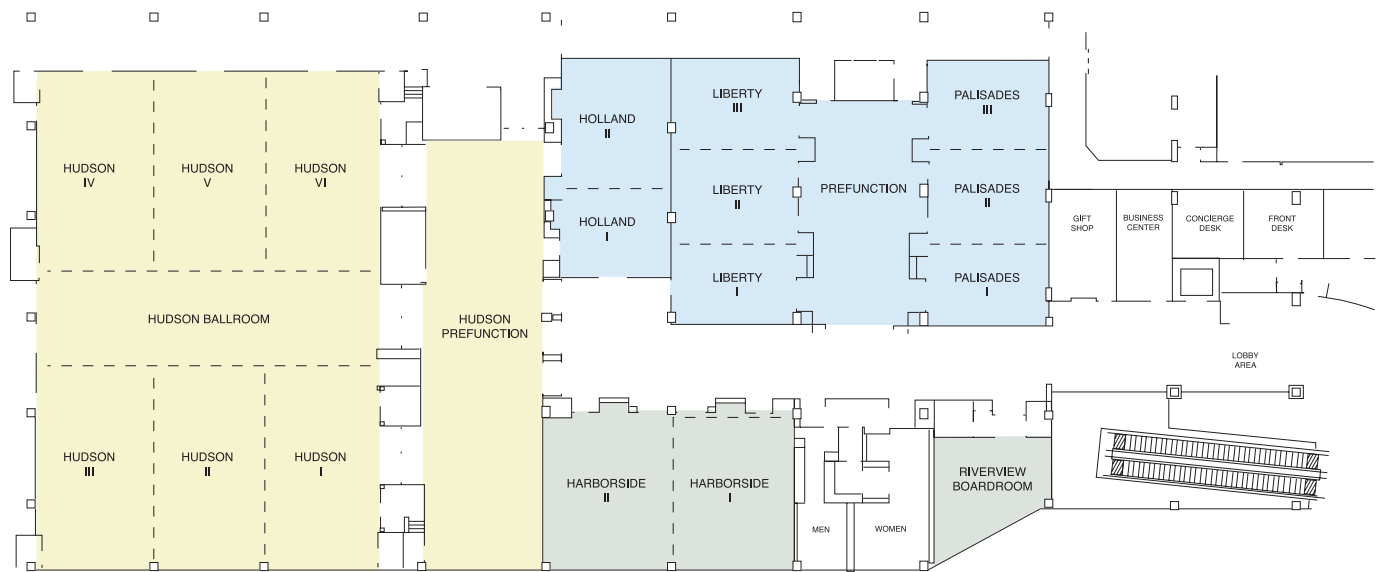 HUDSON
IV
HUDSON
V
HUDSON
VI
HUDSON BALLROOM
HUDSON
III
HUDSON
II
HUDSON
I
HUDSON
PREFUNCTION
HOLLAND
II
HOLLAND
I
LIBERTY
III
LIBERTY
II
LIBERTY
I
PREFUNCTION
PALISADES
III
PALISADES
II
PALISADES
I
GIFT
SHOP
BUSINESS
CENTER
CONCIERGE
DESK
FRONT
DESK
LOBBY
AREA
HARBORSIDE
II
HARBORSIDE
I
MEN
WOMEN
RIVERVIEW
BOARDROOM